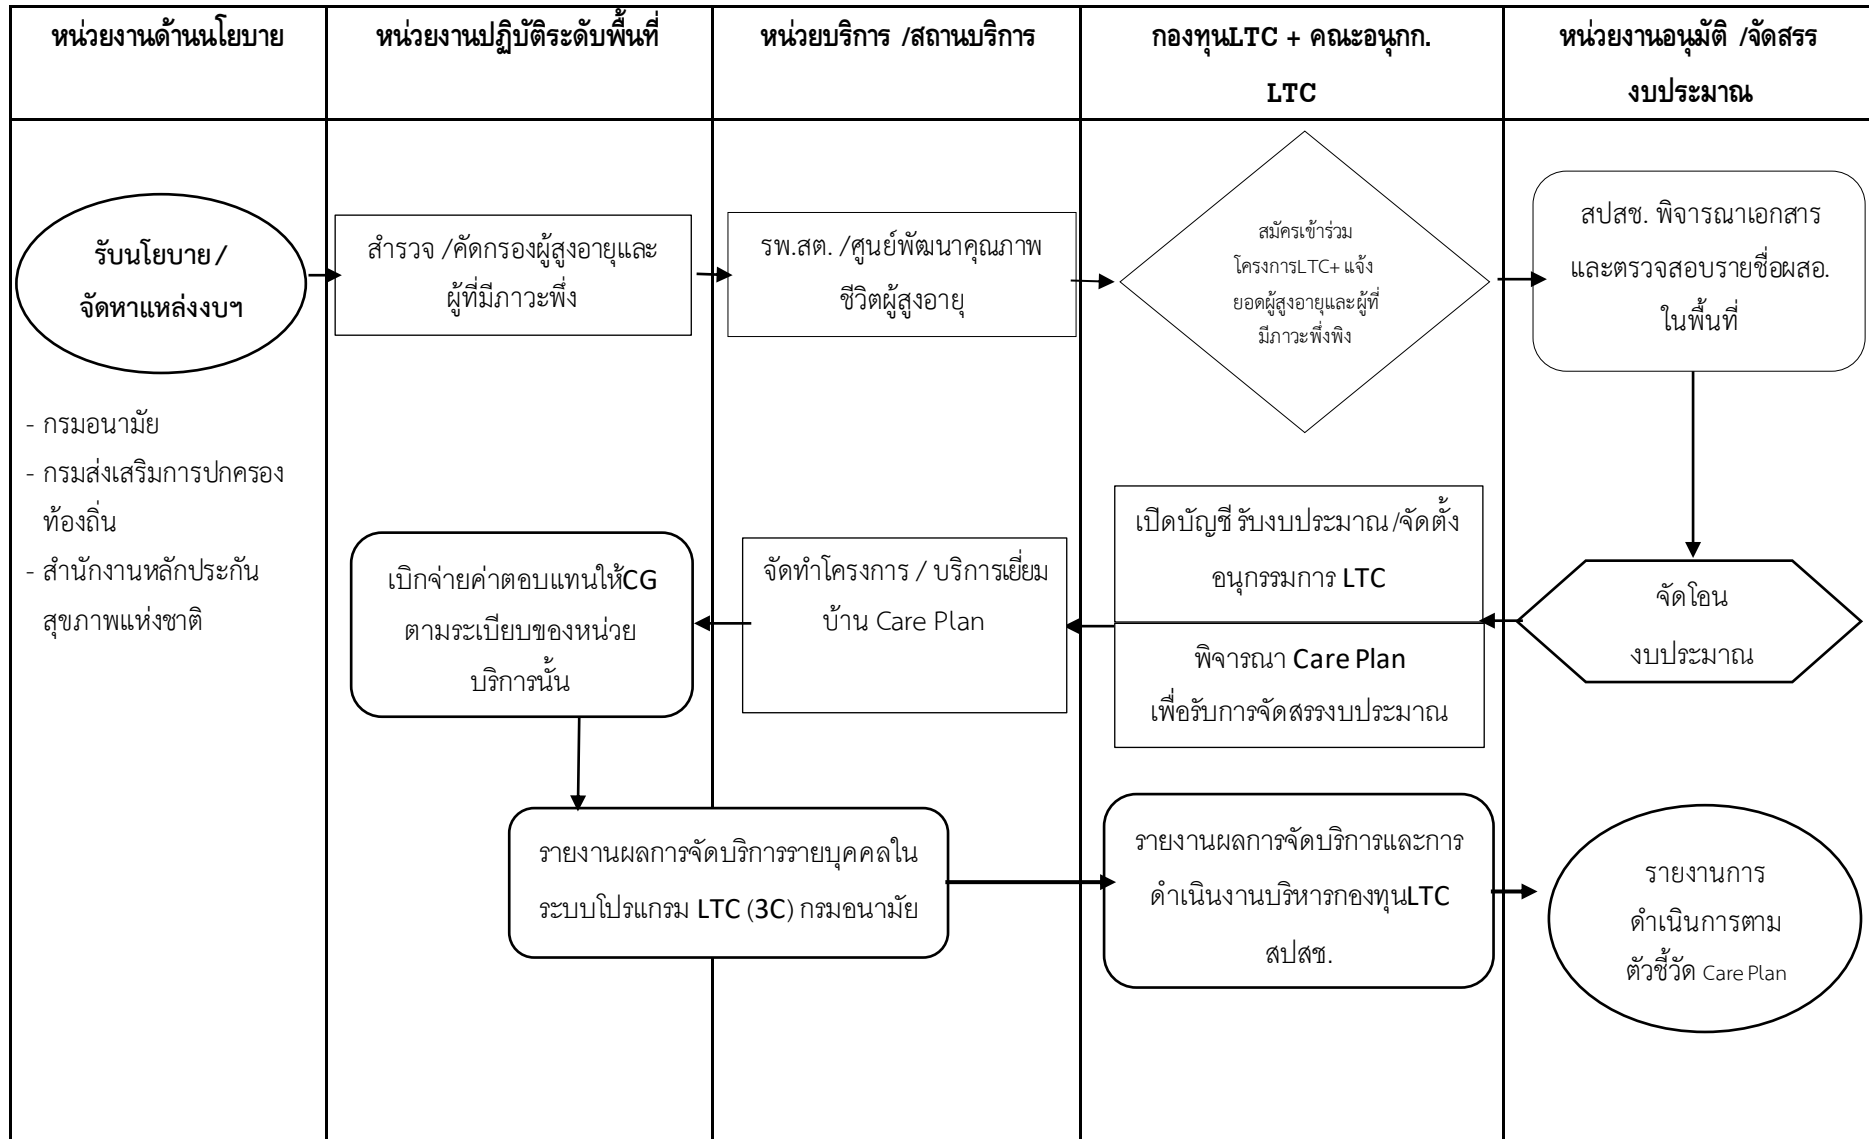 หน่วยงานด้านนโยบาย
หน่วยงานปฏิบัติระดับพื้นที่
หน่วยบริการ /สถานบริการ
กองทุนLTC + คณะอนุกก.
LTC
หน่วยงานอนุมัติ /จัดสรร
งบประมาณ
รับนโยบาย /
จัดหาแหล่งงบฯ
สำรวจ /คัดกรองผู้สูงอายุและ
ผู้ที่มีภาวะพึ่ง
รพ.สต. /ศูนย์พัฒนาคุณภาพ
ชีวิตผู้สูงอายุ
สมัครเข้าร่วม
โครงการLTC+ แจ้ง
ยอดผู้สูงอายุและผู้ที่
มีภาวะพึ่งพิง
สปสช. พิจารณาเอกสาร
และตรวจสอบรายชื่อผสอ.
ในพื้นที่
- กรมอนามัย
- กรมส่งเสริมการปกครอง
ท้องถิ่น
- สำนักงานหลักประกัน
สุขภาพแห่งชาติ
เบิกจ่ายค่าตอบแทนให้CG
ตามระเบียบของหน่วย
บริการนั้น
จัดทำโครงการ / บริการเยี่ยม
บ้าน Care Plan
เปิดบัญชี รับงบประมาณ /จัดตั้ง
อนุกรรมการ LTC
พิจารณา Care Plan
เพื่อรับการจัดสรรงบประมาณ
จัดโอน
งบประมาณ
รายงานผลการจัดบริการรายบุคคลใน
ระบบโปรแกรม LTC (3C) กรมอนามัย
รายงานผลการจัดบริการและการ
ดำเนินงานบริหารกองทุนLTC
สปสช.
รายงานการ
ดำเนินการตาม
ตัวชี้วัด Care Plan